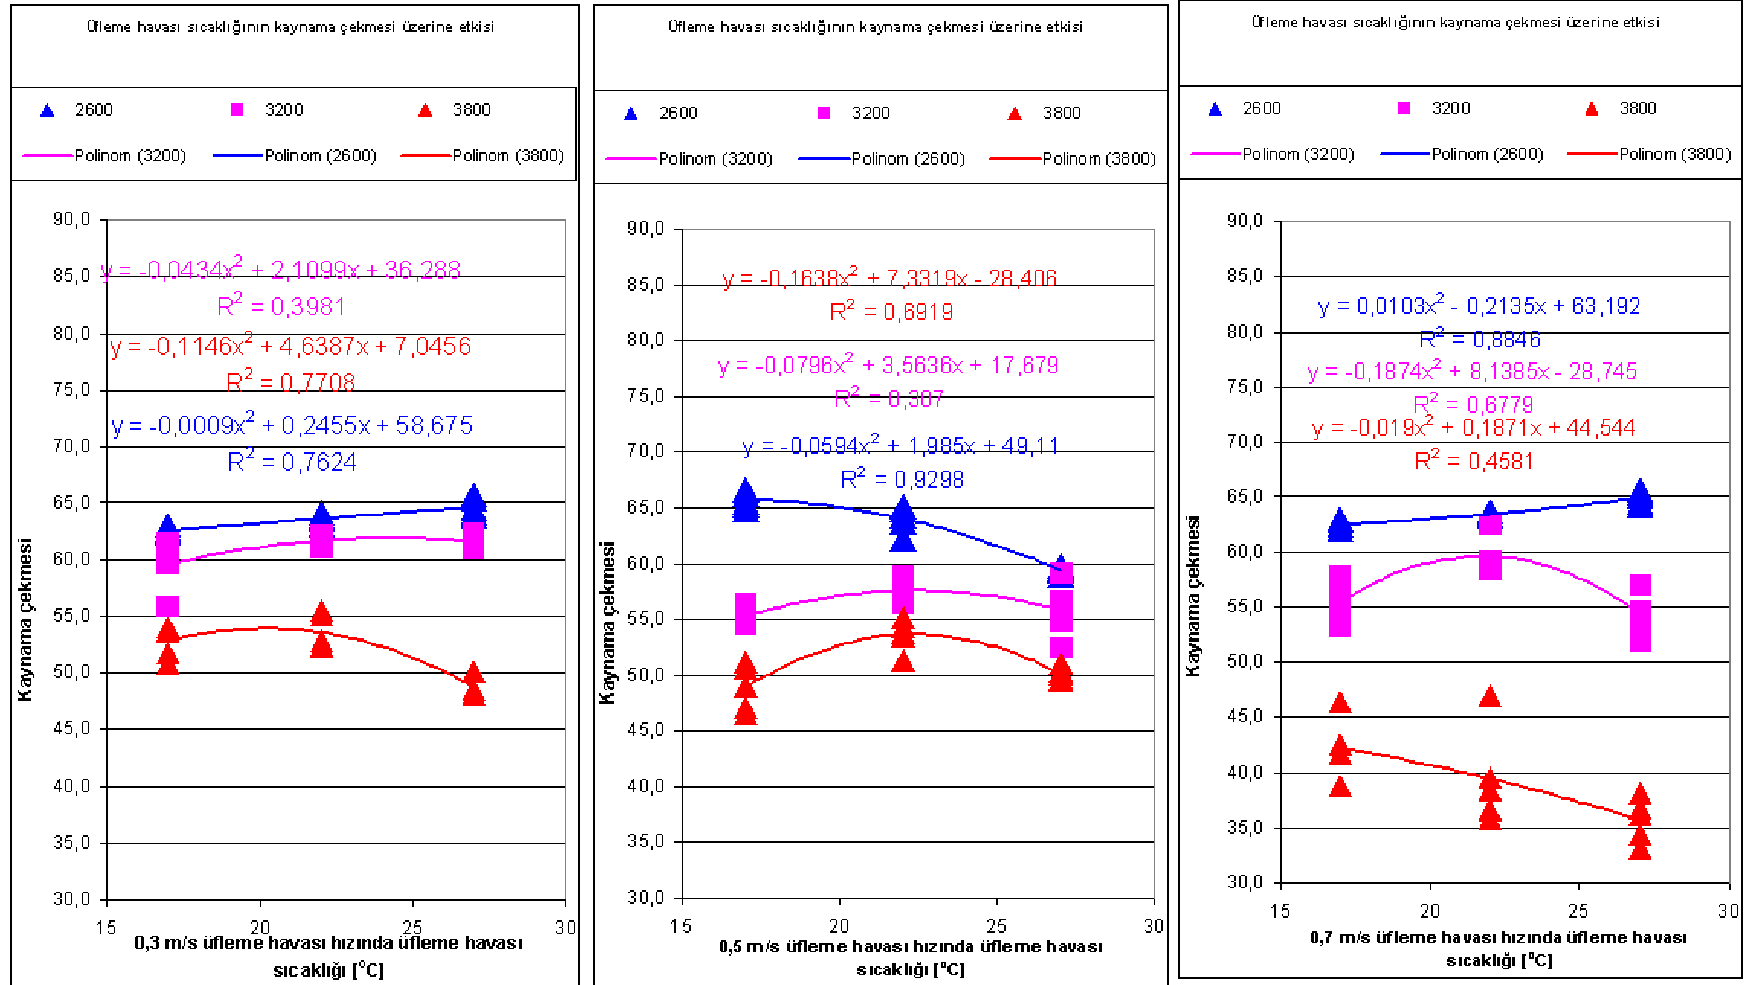 Üfleme havası sıcaklığının kaynama çekmesi üzerine etkisi
2600 3200 3800
Polinom (3200) Polinom (2600) Polinom (3800)
90,0
y = -0,0434x² + 2,1099x + 36,288
85,0
R² = 0,3981
80,0
y = -0,1146x² + 4,6387x + 7,0456
R² = 0,7708
75,0
y = -0,0009x² + 0,2455x + 58,675
70,0
R² = 0,7624
65,0
60,0
55,0
50,0
45,0
40,0
35,0
30,0
Kaynama çekmesi
15 20 25 30
0,3 m/s üfleme havası hızında üfleme havası
sıcaklığı [⁰C]
Üfleme havası sıcaklığının kaynama çekmesi üzerine etkisi
2600 3200 3800
Polinom (3200) Polinom (2600) Polinom (3800)
90,0
y = -0,1638x² + 7,3319x - 28,406
85,0
R² = 0,6919
80,0
y = -0,0796x² + 3,5636x + 17,679
75,0
R² = 0,307
70,0
y = -0,0594x² + 1,985x + 49,11
R² = 0,9298
65,0
60,0
55,0
50,0
45,0
40,0
35,0
30,0
Kaynama çekmesi
15 20 25 30
0,5 m/s üfleme havası hızında üfleme havası
sıcaklığı [⁰C]
Üfleme havası sıcaklığının kaynama çekmesi üzerine etkisi
2600 3200 3800
Polinom (3200) Polinom (2600) Polinom (3800)
90,0
85,0
y = 0,0103x² - 0,2135x + 63,192
80,0
R² = 0,8846
y = -0,1874x² + 8,1385x - 28,745
75,0
R² = 0,6779
y = -0,019x² + 0,1871x + 44,544
70,0
R² = 0,4581
65,0
60,0
55,0
50,0
45,0
40,0
35,0
30,0
Kaynama çekmesi
15 20 25 30
0,7 m/s üfleme havası hızında üfleme havası
sıcaklığı [⁰C]